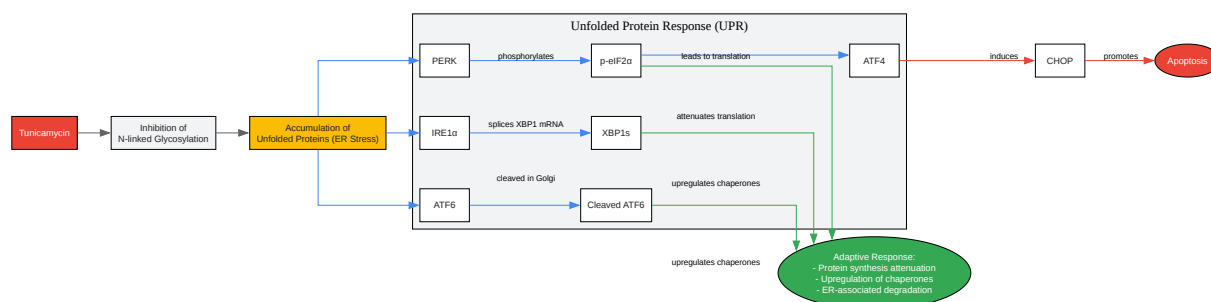 Unfolded Protein Response (UPR)
PERK
phosphorylates
p-eIF2α
leads to translation
ATF4
induces
CHOP
promotes
Apoptosis
Tunicamycin
Inhibition of
N-linked Glycosylation
Accumulation of
Unfolded Proteins (ER Stress)
IRE1α
splices XBP1 mRNA
XBP1s
attenuates translation
cleaved in Golgi
upregulates chaperones
ATF6
Cleaved ATF6
upregulates chaperones
Adaptive Response:
- Protein synthesis attenuation
- Upregulation of chaperones
- ER-associated degradation